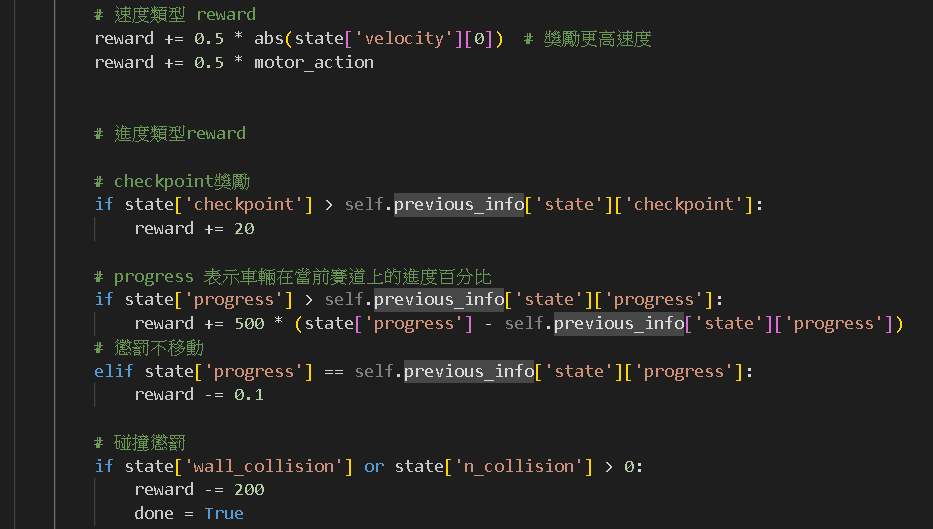 # 速度類型 reward
reward += 0.5 * abs(state['velocity'][0])  # 獎勵更高速度
reward += 0.5 * motor_action
# 進度類型reward
# checkpoint獎勵
if state['checkpoint'] > self.previous_info['state']['checkpoint']:
reward += 20
# progress 表示車輛在當前賽道上的進度百分比
if state['progress'] > self.previous_info['state']['progress']:
reward += 500 * (state['progress'] - self.previous_info['state']['progress'])
# 懲罰不移動
elif state['progress'] == self.previous_info['state']['progress']:
reward -= 0.1
# 碰撞懲罰
if state['wall_collision'] or state['n_collision'] > 0:
reward -= 200
done = True